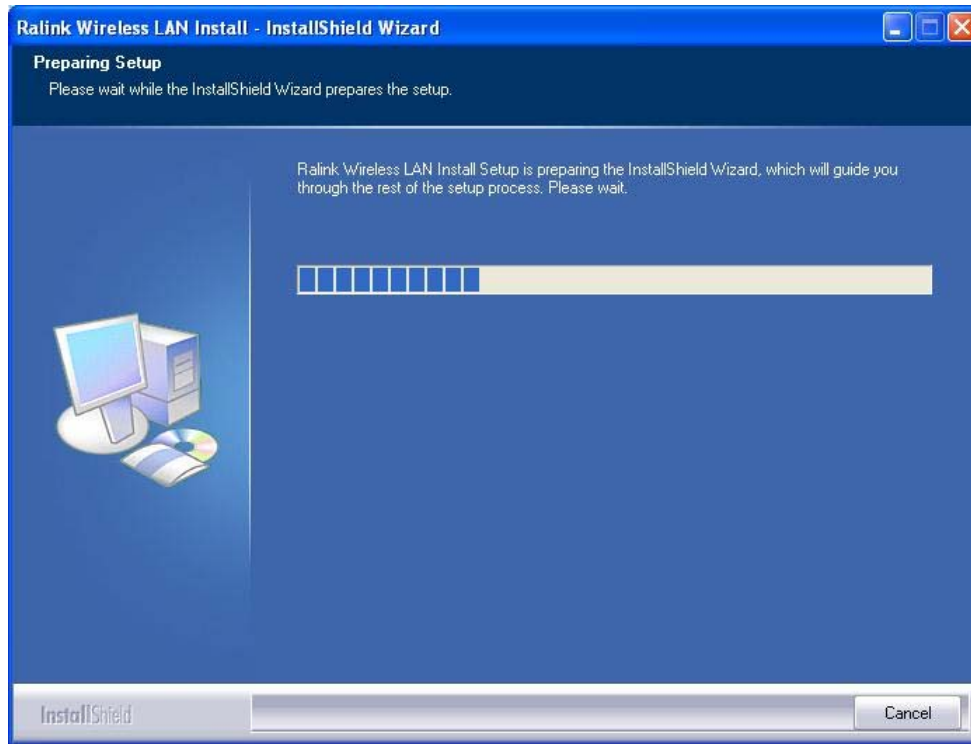 Ralink Wireless LAN Install - InstallShield Wizard
Preparing Setup
Please wait while the InstallShield Wizard prepares the setup.
Ralink Wireless LAN Install Setup is preparing the InstallShield Wizard, which will guide you
through the rest of the setup process. Please wait.
InstallShield
Cancel